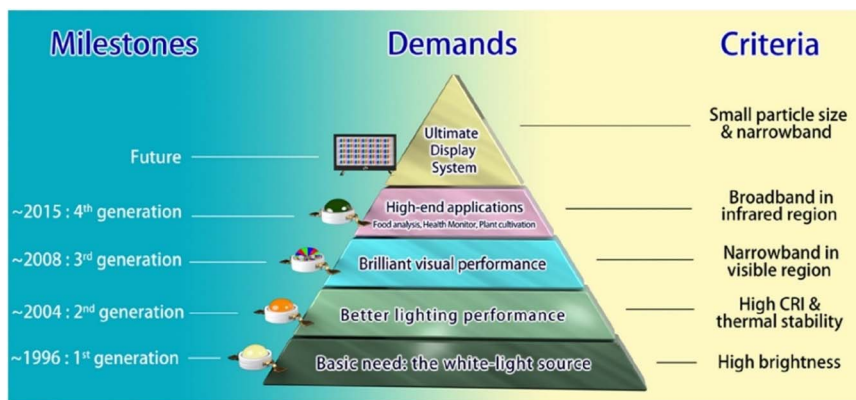 Milestones
Demands
Criteria
Future
Ultimate
Display
System
Small particle size
& narrowband
~2015 : 4th generation
High-end applications
Food analysis, Health Monitor, Plant cultivation
Broadband in
infrared region
~2008 : 3rd generation
Brilliant visual performance
Narrowband in
visible region
~2004 : 2nd generation
Better lighting performance
High CRI &
thermal stability
~1996 : 1st generation
Basic need: the white-light source
High brightness